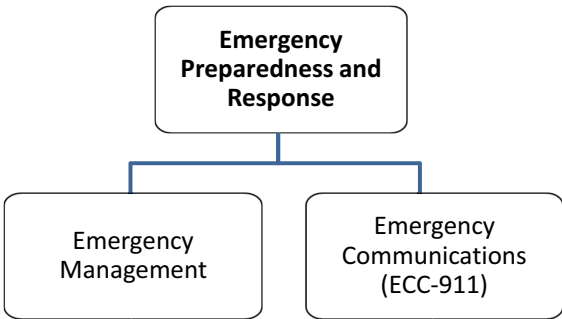 Emergency
Preparedness and
Response
Emergency
Management
Emergency
Communications
(ECC-911)